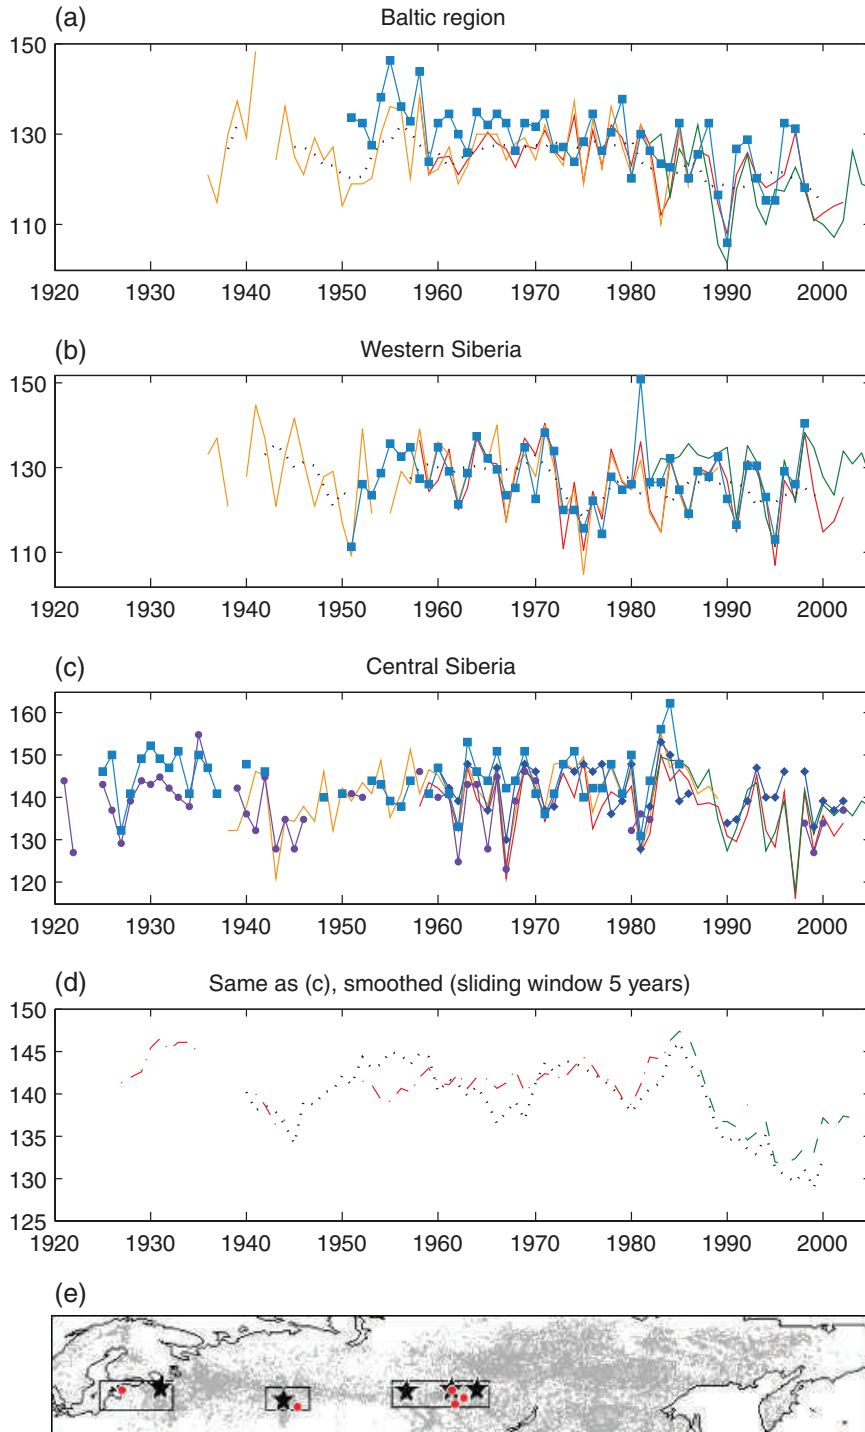 (a)
Baltic region
150
130
110
1920 1930 1940 1950 1960 1970 1980 1990 2000
(b)
Western Siberia
150
130
110
1920 1930 1940 1950 1960 1970 1980 1990 2000
(c)
Central Siberia
160
150
140
130
120
1920 1930 1940 1950 1960 1970 1980 1990 2000
(d)
Same as (c), smoothed (sliding window 5 years)
150
145
140
135
130
125
1920 1930 1940 1950 1960 1970 1980 1990 2000
(e)